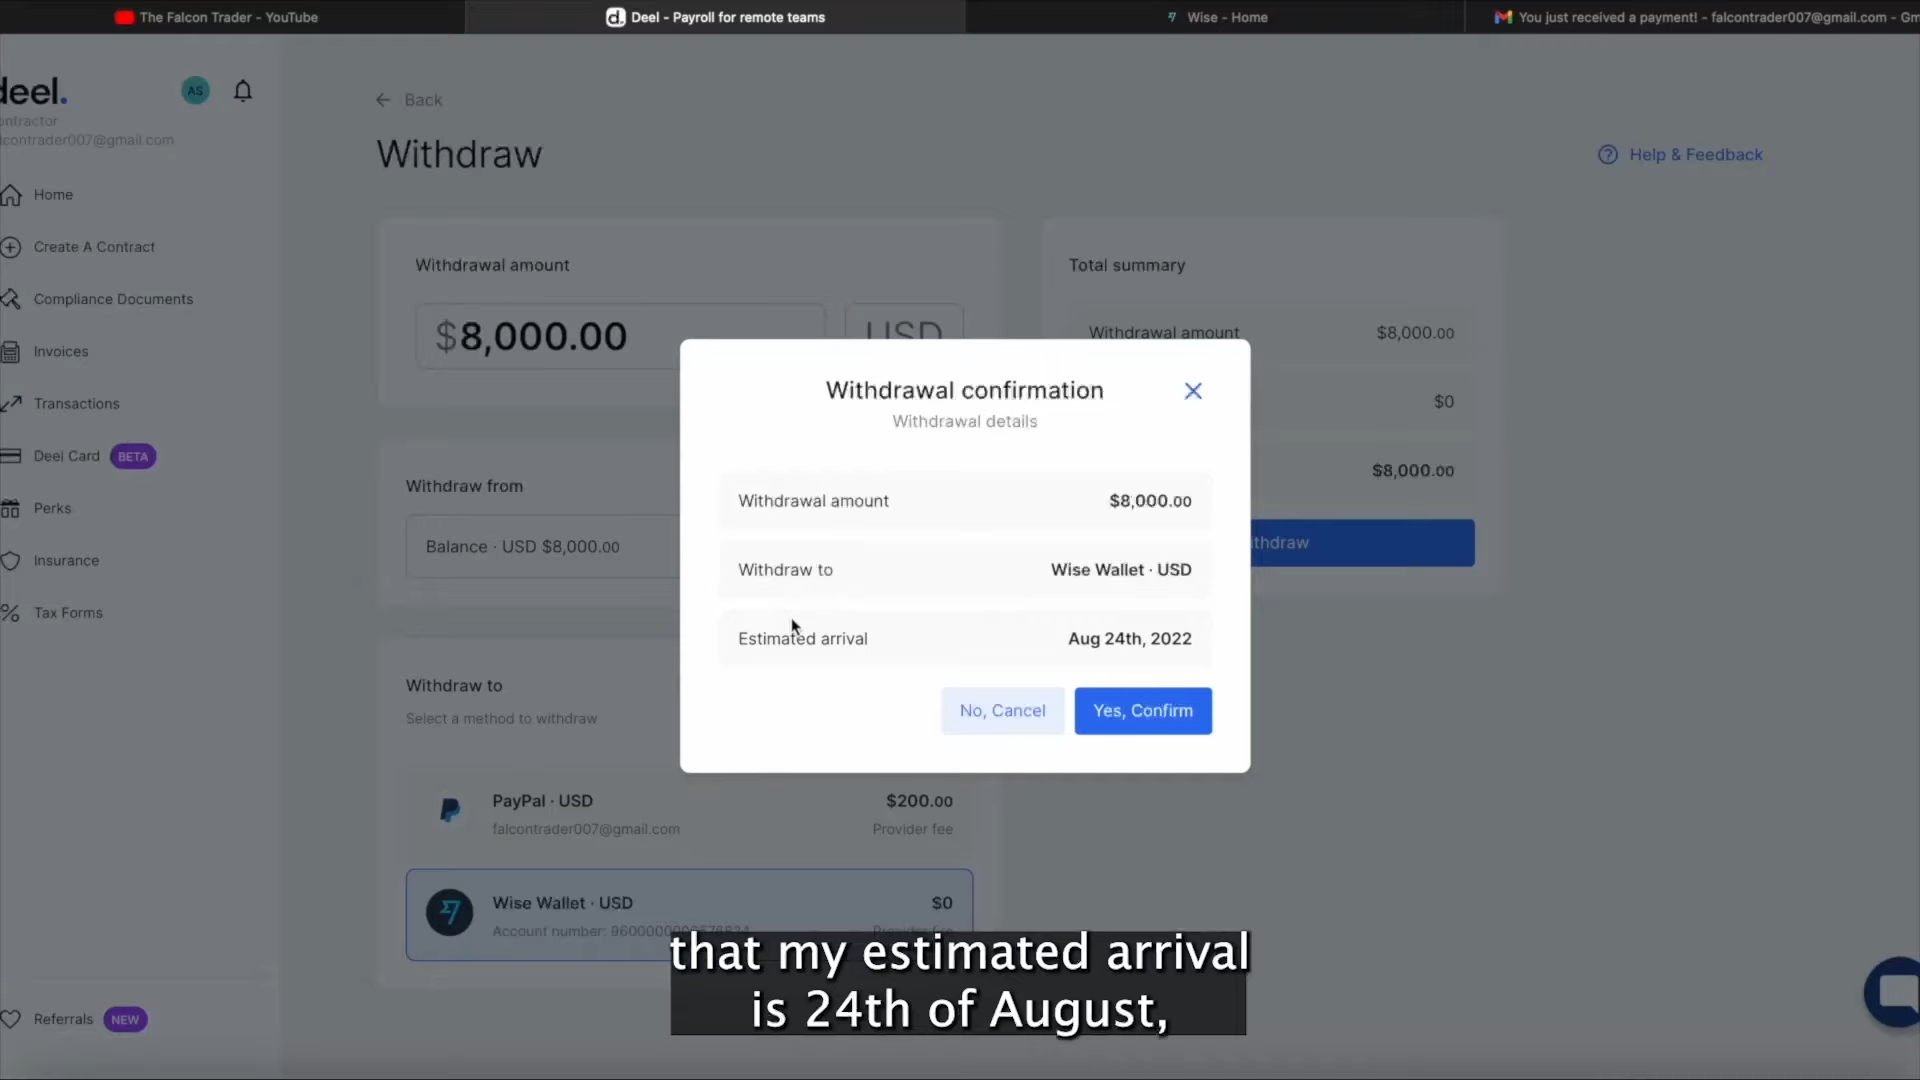 The Falcon Trader - YouTube
d. Deel - Payroll for remote teams
Wise - Home
You just received a payment! - falcontrader007@gmail.com - Gm
deel.
AS
ontractor
lcontrader007@gmail.com
Home
Create A Contract
Compliance Documents
Invoices
Transactions
Deel Card BETA
Perks
Insurance
Tax Forms
Referrals NEW
Back
Withdraw
Help & Feedback
Withdrawal amount
$8,000.00
USD
Withdraw from
Balance · USD $8,000.00
Withdraw to
Select a method to withdraw
PayPal · USD $200.00
falcontrader007@gmail.com Provider fee
Wise Wallet · USD $0
Account number:
Total summary
Withdrawal amount $8,000.00
$0
$8,000.00
ithdraw
Withdrawal confirmation
Withdrawal details
Withdrawal amount $8,000.00
Withdraw to Wise Wallet · USD
Estimated arrival Aug 24th, 2022
No, Cancel
Yes, Confirm
that my estimated arrival
is 24th of August,